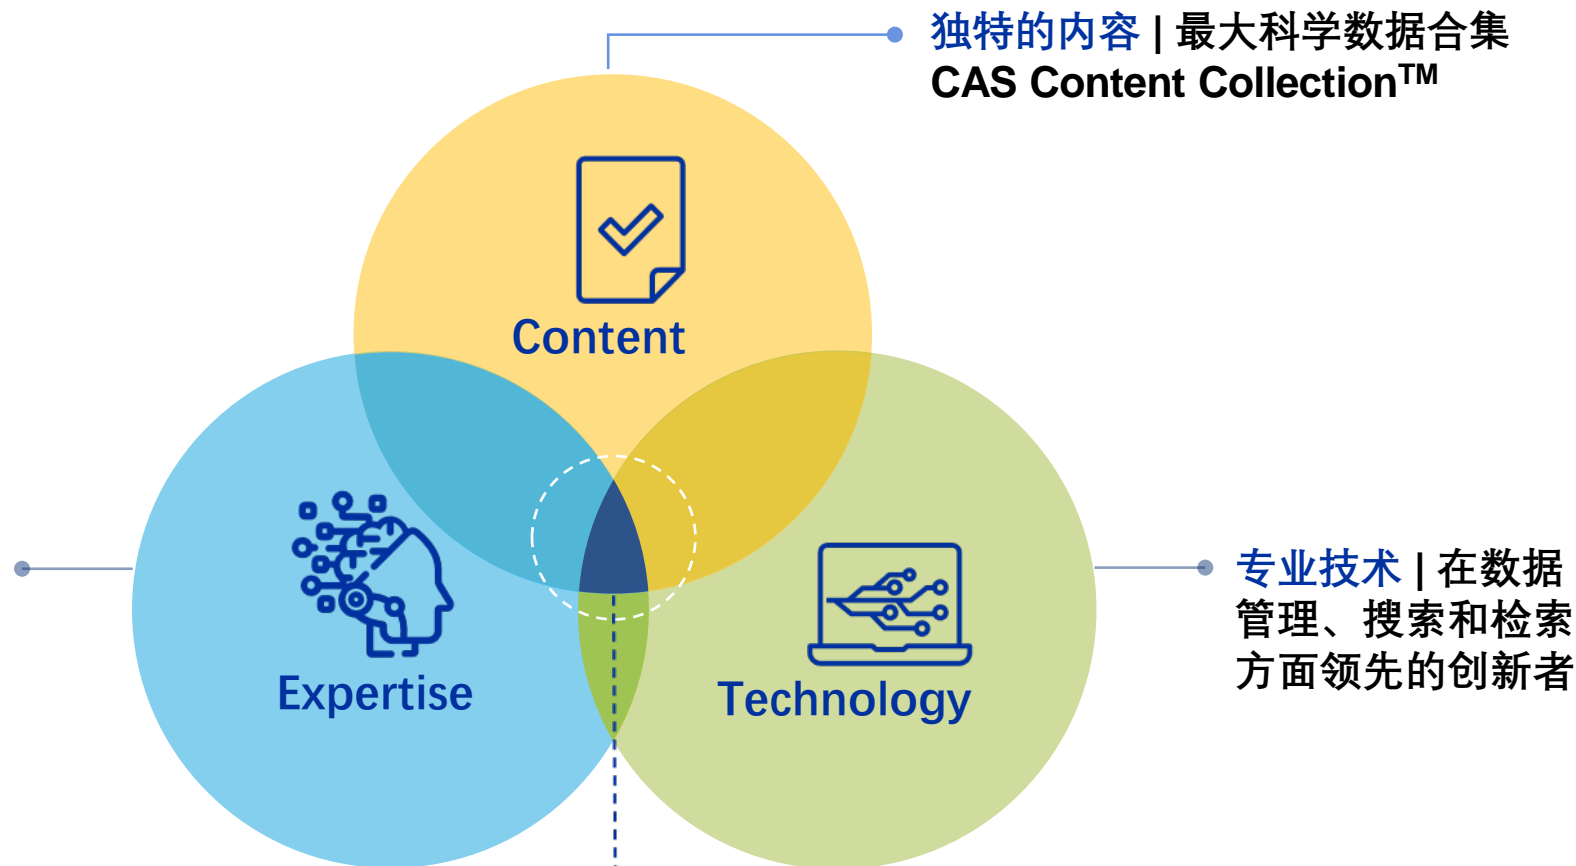 独特的内容 | 最大科学数据合集
CAS Content Collection™
Content
Expertise
Technology
专业技术 | 在数据
管理、搜索和检索
方面领先的创新者